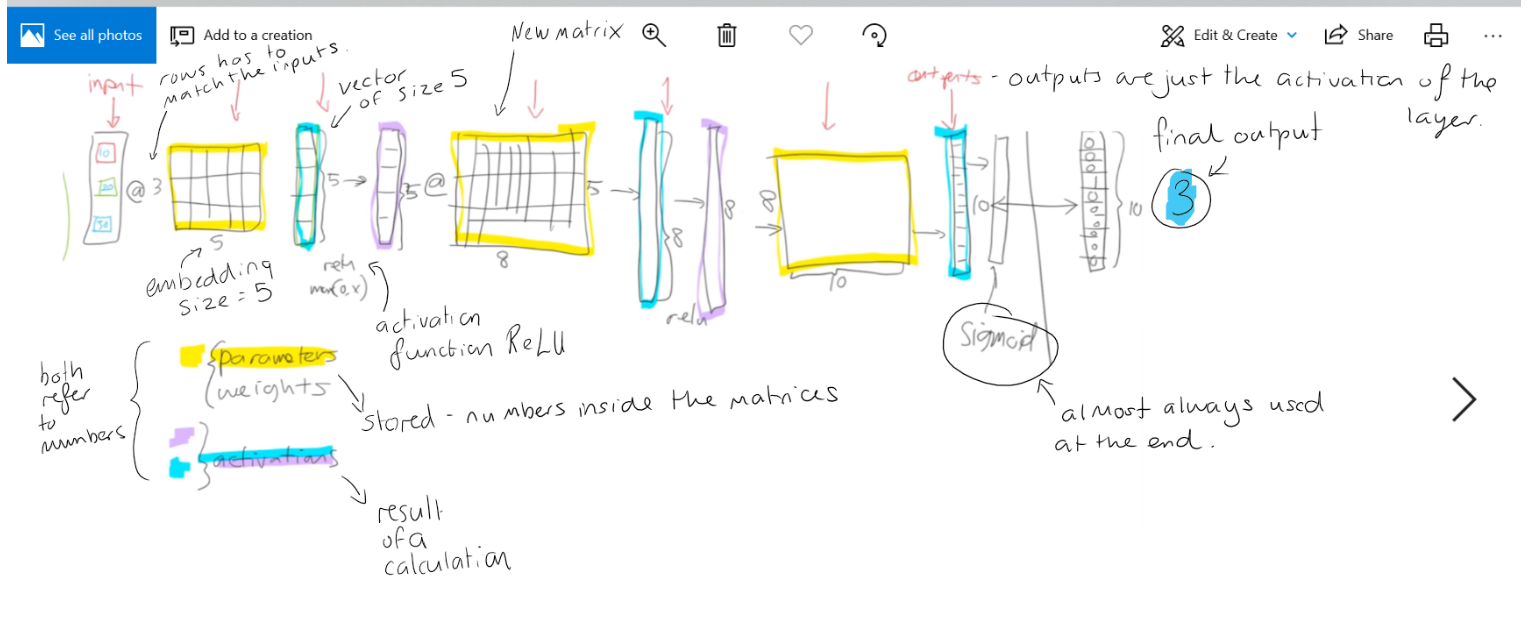 See all photos
Add to a creation
Edit & Create
Share
New matrix
rows has to
match the inputs.
input
vector
of size 5
outputs - outputs are just the activation of the
layer.
final output
10
20
30
@ 3
5
5
@
5
8
8
8
8
10
10
0
0
0
0
10
3
embedding
size = 5
relu
max(0,x)
activation
function ReLU
relu
Sigmoid
almost always used
at the end.
both
refer
to
numbers
parameters
weights
stored - numbers inside the matrices
activations
result
of a
calculation